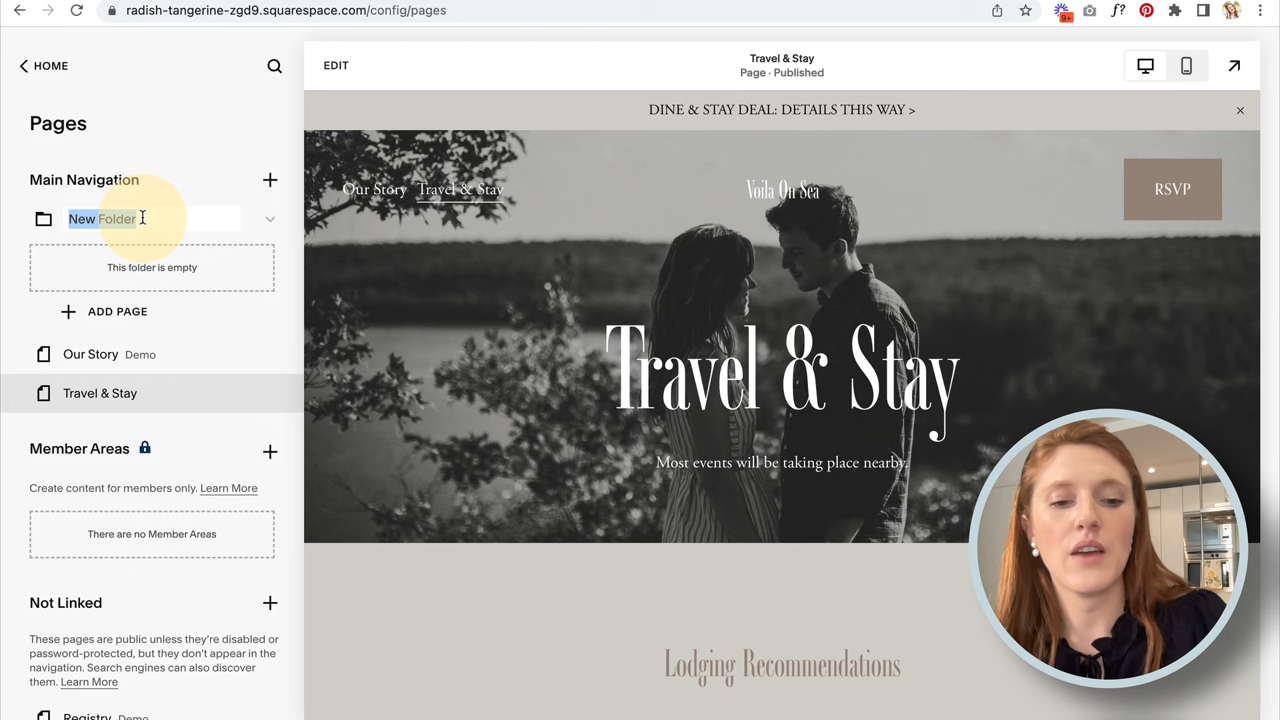 radish-tangerine-zgd9.squarespace.com/config/pages
9+
f?
HOME
Pages
Main Navigation
New Folder
This folder is empty
ADD PAGE
Our Story Demo
Travel & Stay
Member Areas
Create content for members only. Learn More
There are no Member Areas
Not Linked
These pages are public unless they're disabled or
password-protected, but they don't appear in the
navigation. Search engines can also discover
them. Learn More
Registry Demo
EDIT
Travel & Stay
Page · Published
DINE & STAY DEAL: DETAILS THIS WAY >
Our Story Travel & Stay
Voila On Sea
RSVP
Travel & Stay
Most events will be taking place nearby.
Lodging Recommendations